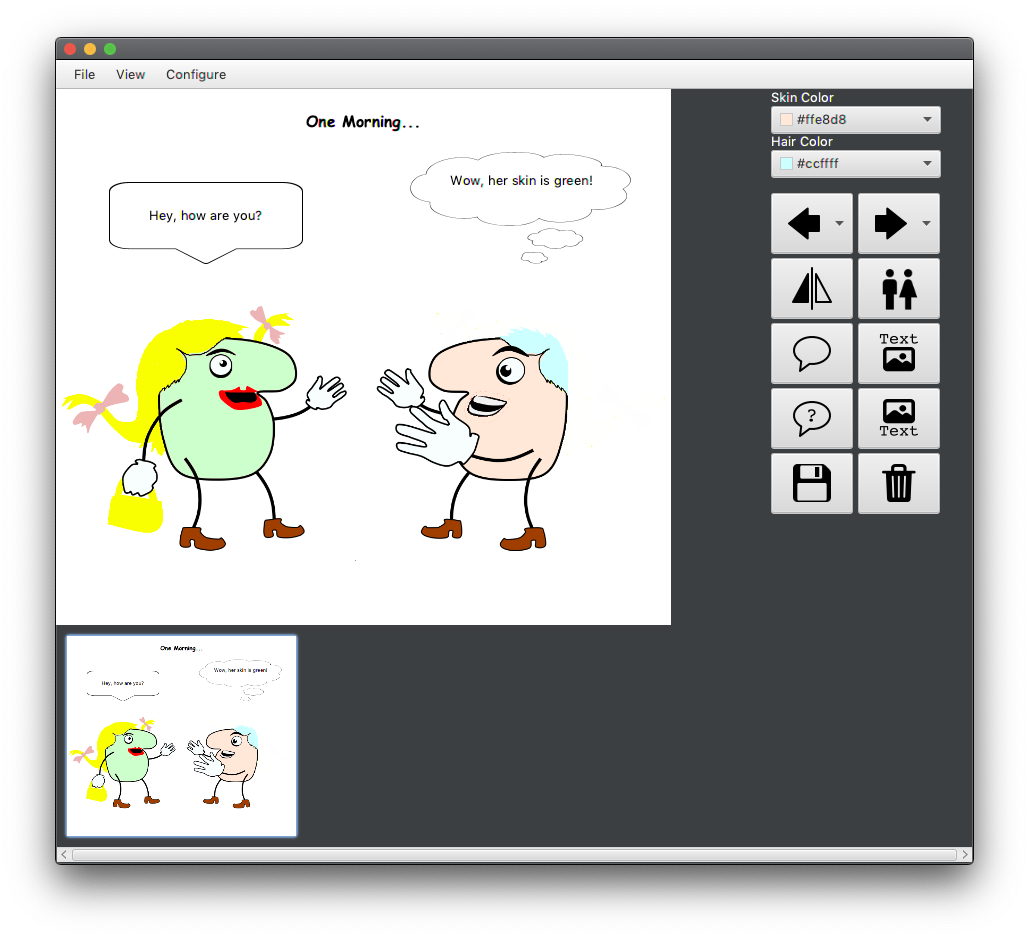 File View Configure
Skin Color
#ffe8d8
Hair Color
#ccffff
One Morning...
Wow, her skin is green!
Hey, how are you?
Text
?
Text
One Morning...
Wow, her skin is green!
Hey, how are you?